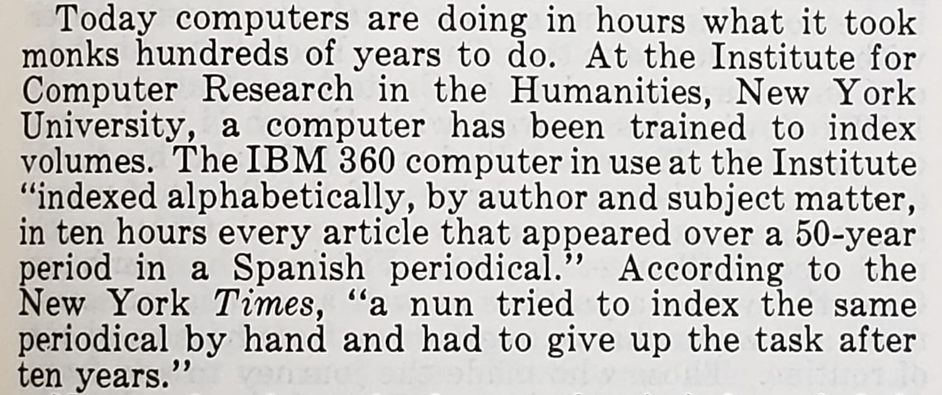 Today computers are doing in hours what it took
monks hundreds of years to do. At the Institute for
Computer Research in the Humanities, New York
University, a computer has been trained to index
volumes. The IBM 360 computer in use at the Institute
“indexed alphabetically, by author and subject matter,
in ten hours every article that appeared over a 50-year
period in a Spanish periodical.” According to the
New York Times, “a nun tried to index the same
periodical by hand and had to give up the task after
ten years.”